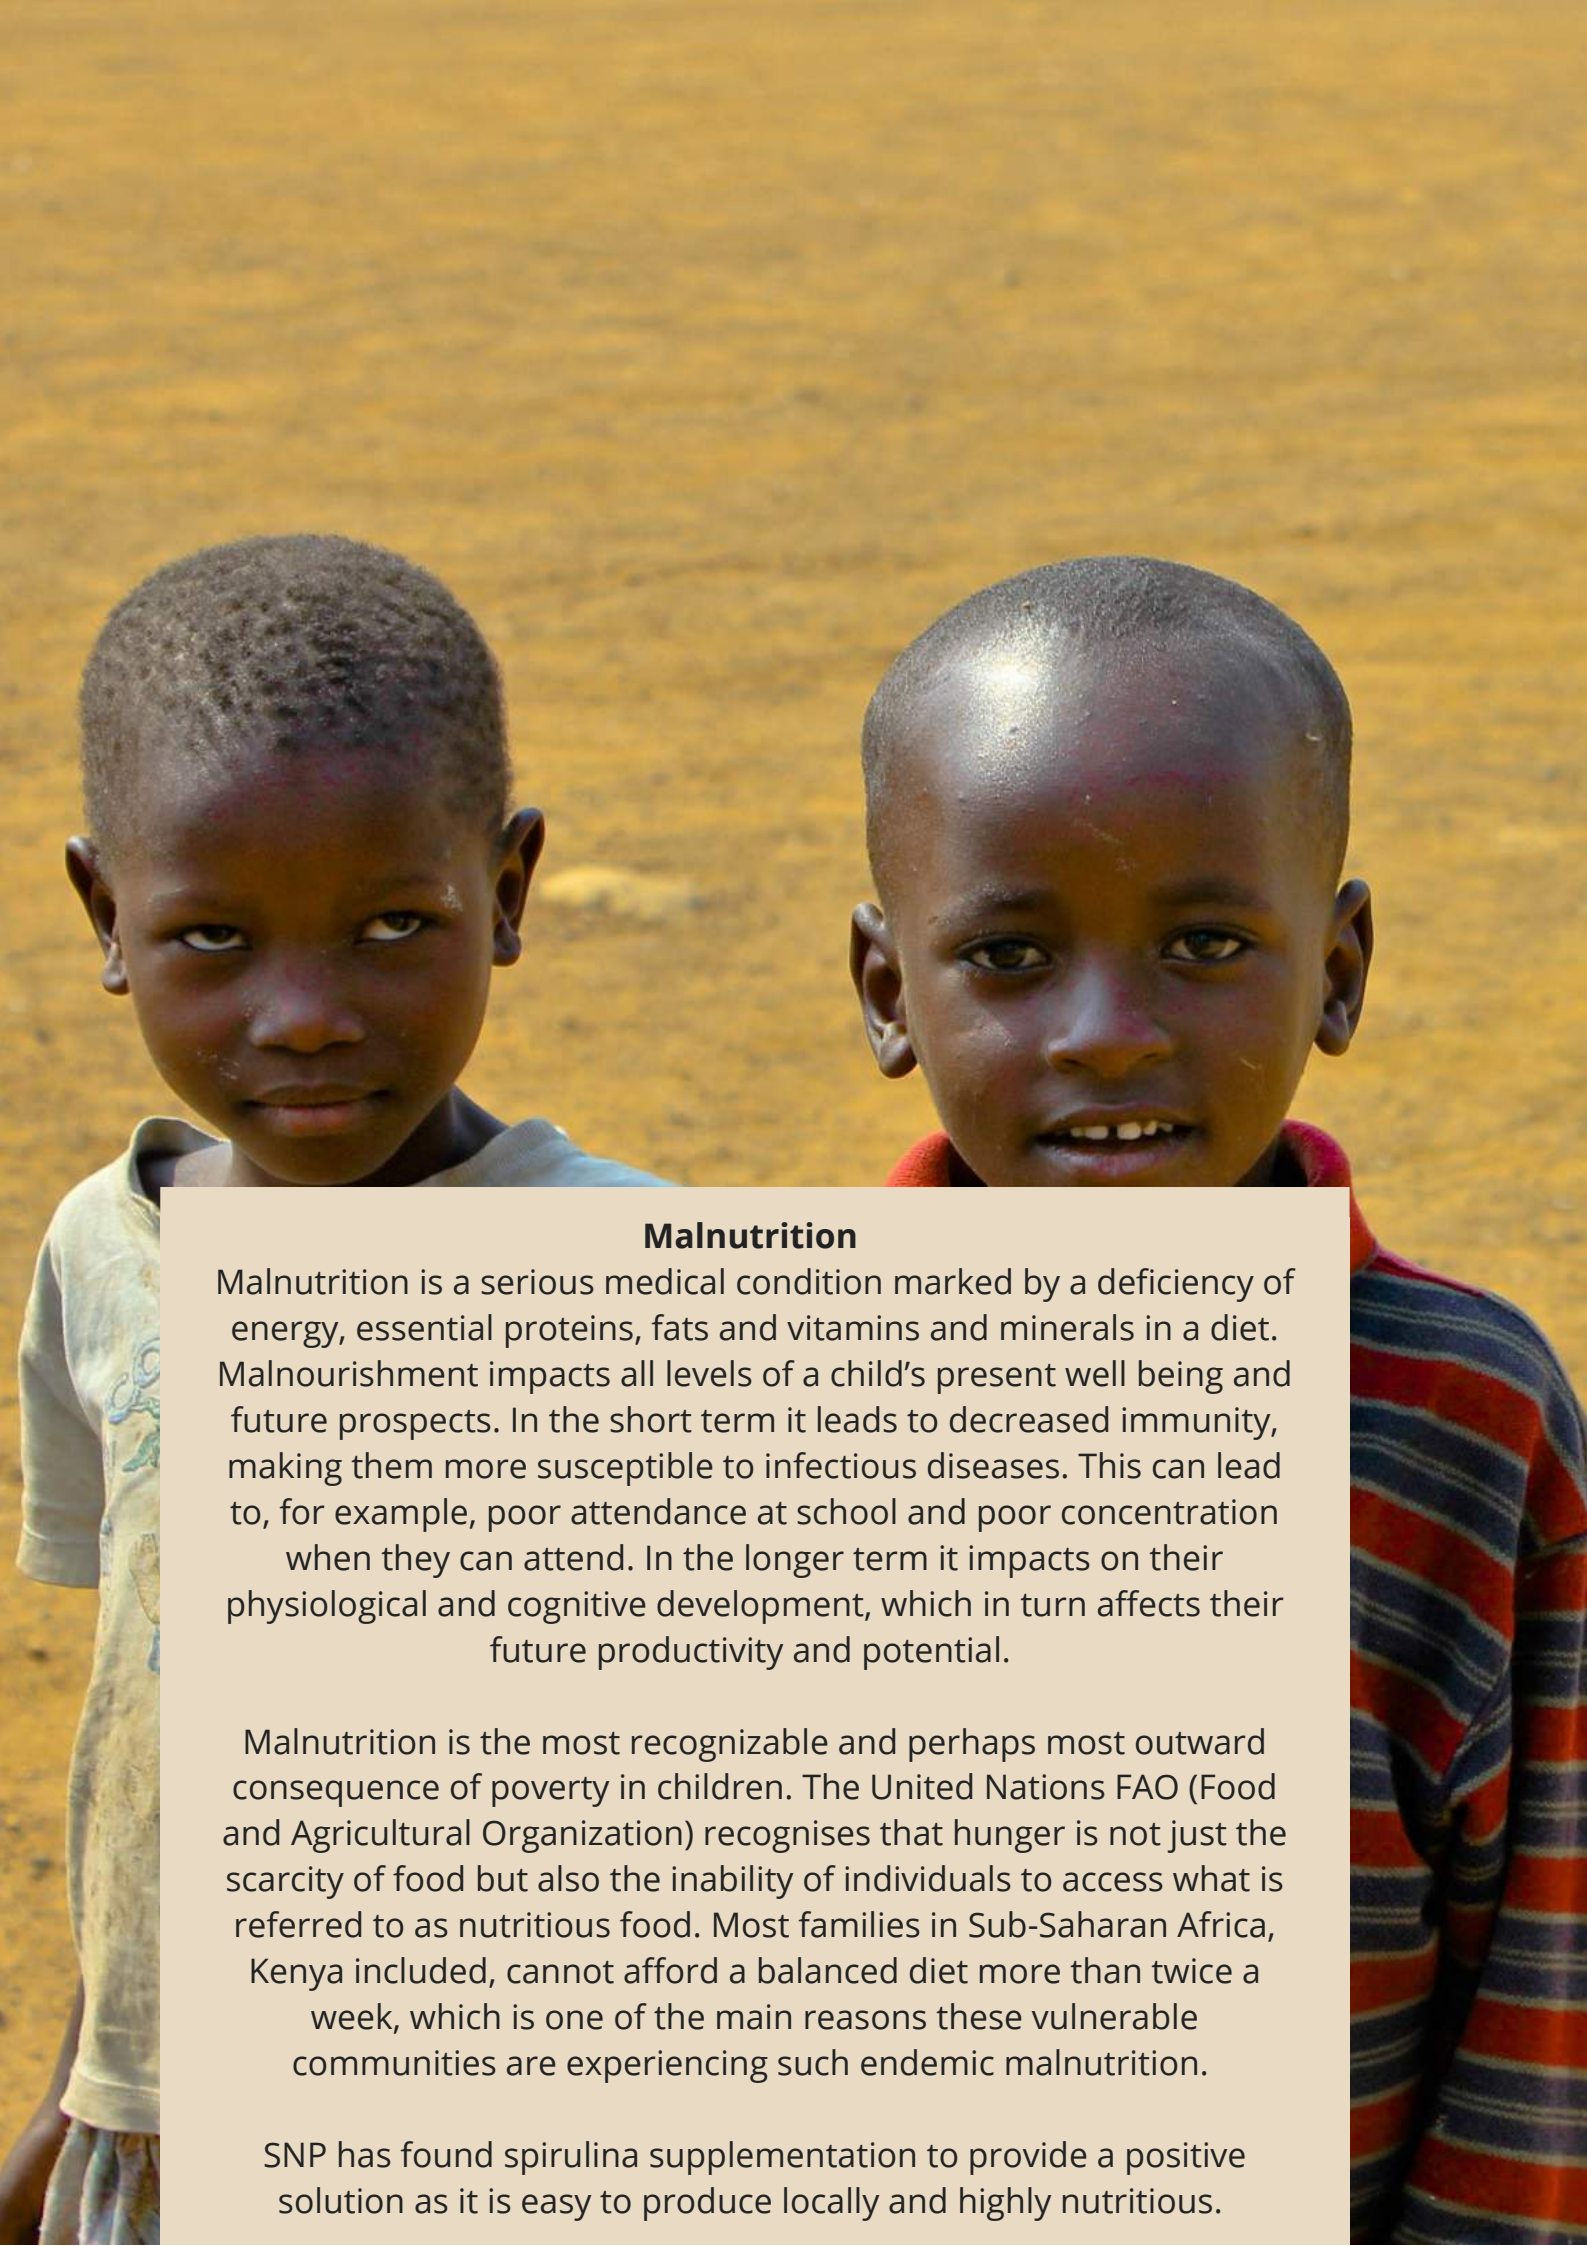 Malnutrition
Malnutrition is a serious medical condition marked by a deficiency of
energy, essential proteins, fats and vitamins and minerals in a diet.
Malnourishment impacts all levels of a child’s present well being and
future prospects. In the short term it leads to decreased immunity,
making them more susceptible to infectious diseases. This can lead
to, for example, poor attendance at school and poor concentration
when they can attend. In the longer term it impacts on their
physiological and cognitive development, which in turn affects their
future productivity and potential.
Malnutrition is the most recognizable and perhaps most outward
consequence of poverty in children. The United Nations FAO (Food
and Agricultural Organization) recognises that hunger is not just the
scarcity of food but also the inability of individuals to access what is
referred to as nutritious food. Most families in Sub-Saharan Africa,
Kenya included, cannot afford a balanced diet more than twice a
week, which is one of the main reasons these vulnerable
communities are experiencing such endemic malnutrition.
SNP has found spirulina supplementation to provide a positive
solution as it is easy to produce locally and highly nutritious.